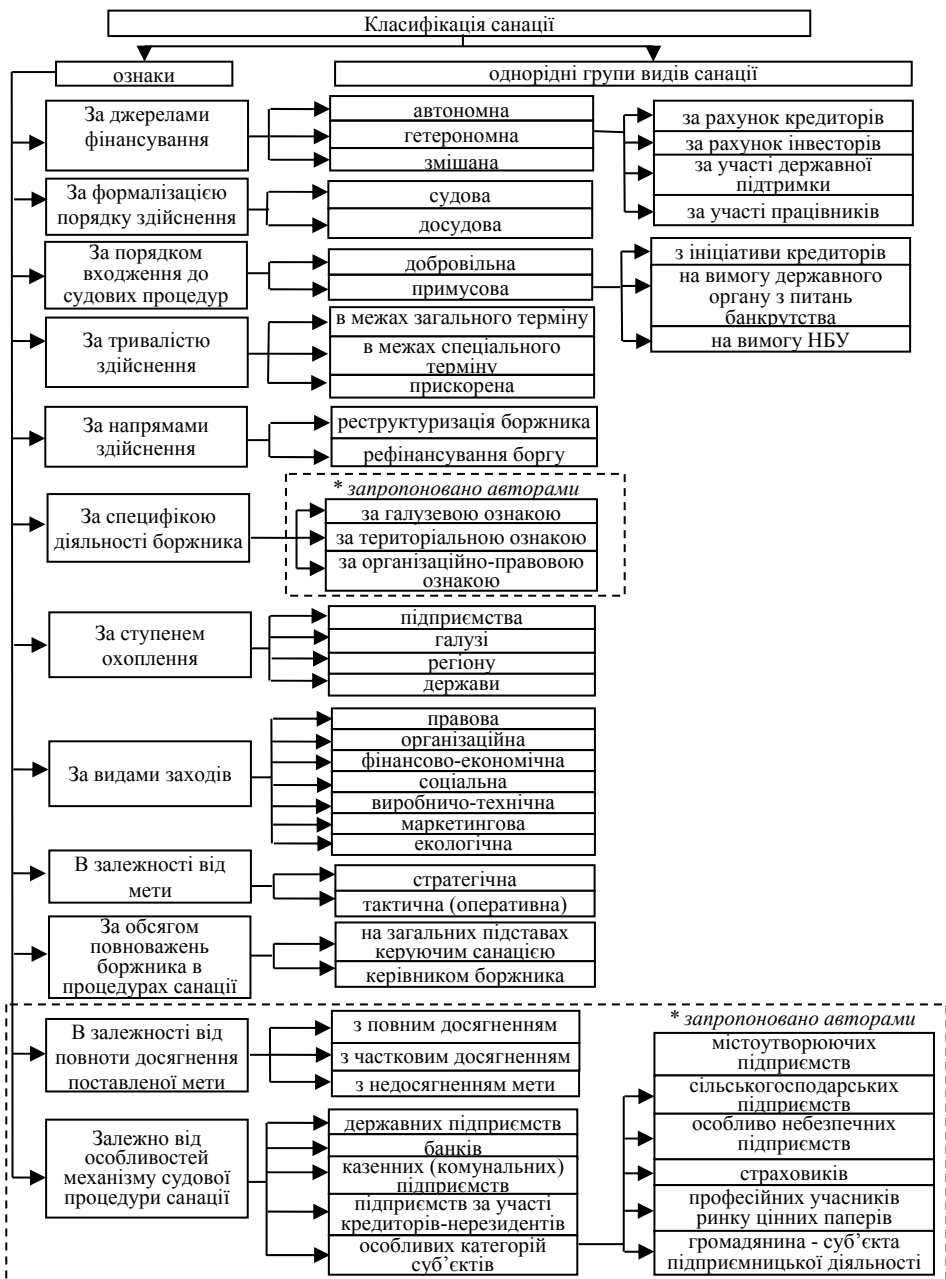 Класифікація санації
ознаки
однорідні групи видів санації
За джерелами
фінансування
автономна
гетерономна
змішана
за рахунок кредиторів
за рахунок інвесторів
за участі державної
підтримки
за участі працівників
За формалізацією
порядку здійснення
судова
досудова
За порядком
входження до
судових процедур
добровільна
примусова
з ініціативи кредиторів
на вимогу державного
органу з питань
банкрутства
на вимогу НБУ
За тривалістю
здійснення
в межах загального терміну
в межах спеціального
терміну
прискорена
За напрямами
здійснення
реструктуризація боржника
рефінансування боргу
* запропоновано авторами
За специфікою
діяльності боржника
за галузевою ознакою
за територіальною ознакою
за організаційно-правовою
ознакою
За ступенем
охоплення
підприємства
галузі
регіону
держави
За видами заходів
правова
організаційна
фінансово-економічна
соціальна
виробничо-технічна
маркетингова
екологічна
В залежності від
мети
стратегічна
тактична (оперативна)
За обсягом
повноважень
боржника в
процедурах санації
на загальних підставах
керуючим санацією
керівником боржника
* запропоновано авторами
В залежності від
повноти досягнення
поставленої мети
з повним досягненням
з частковим досягненням
з недосягненням мети
Залежно від
особливостей
механізму судової
процедури санації
державних підприємств
банків
казенних (комунальних)
підприємств
підприємств за участі
кредиторів-нерезидентів
особливих категорій
суб’єктів
містоутворюючих
підприємств
сільськогосподарських
підприємств
особливо небезпечних
підприємств
страховиків
професійних учасників
ринку цінних паперів
громадянина - суб’єкта
підприємницької діяльності